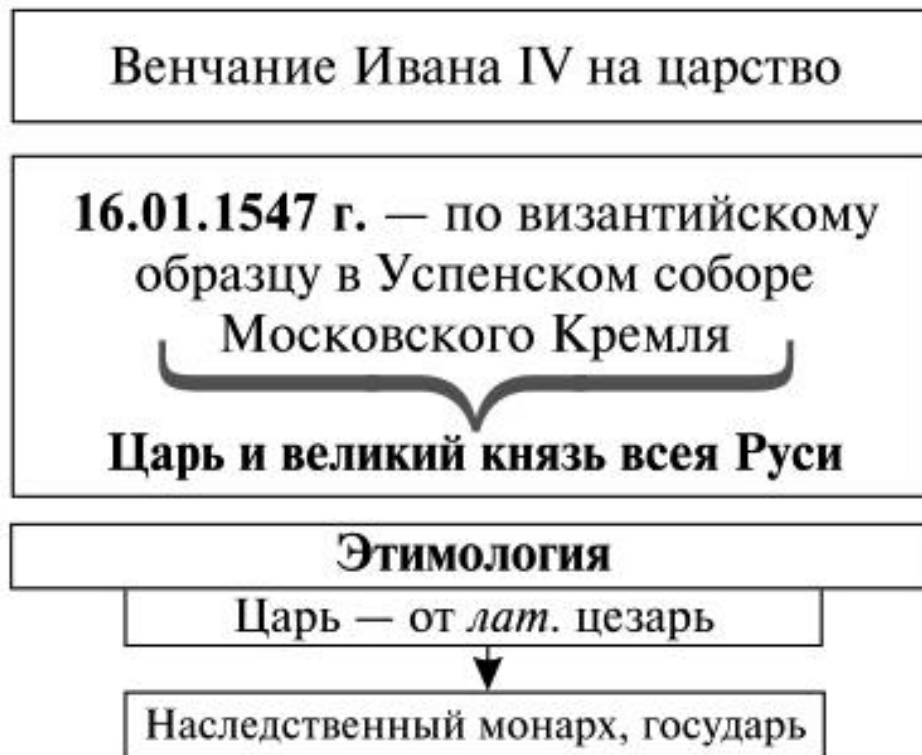 Венчание Ивана IV на царство
16.01.1547 г. — по византийскому
образцу в Успенском соборе
Московского Кремля
Царь и великий князь всея Руси
Этимология
Царь — от лат. цезарь
Наследственный монарх, государь